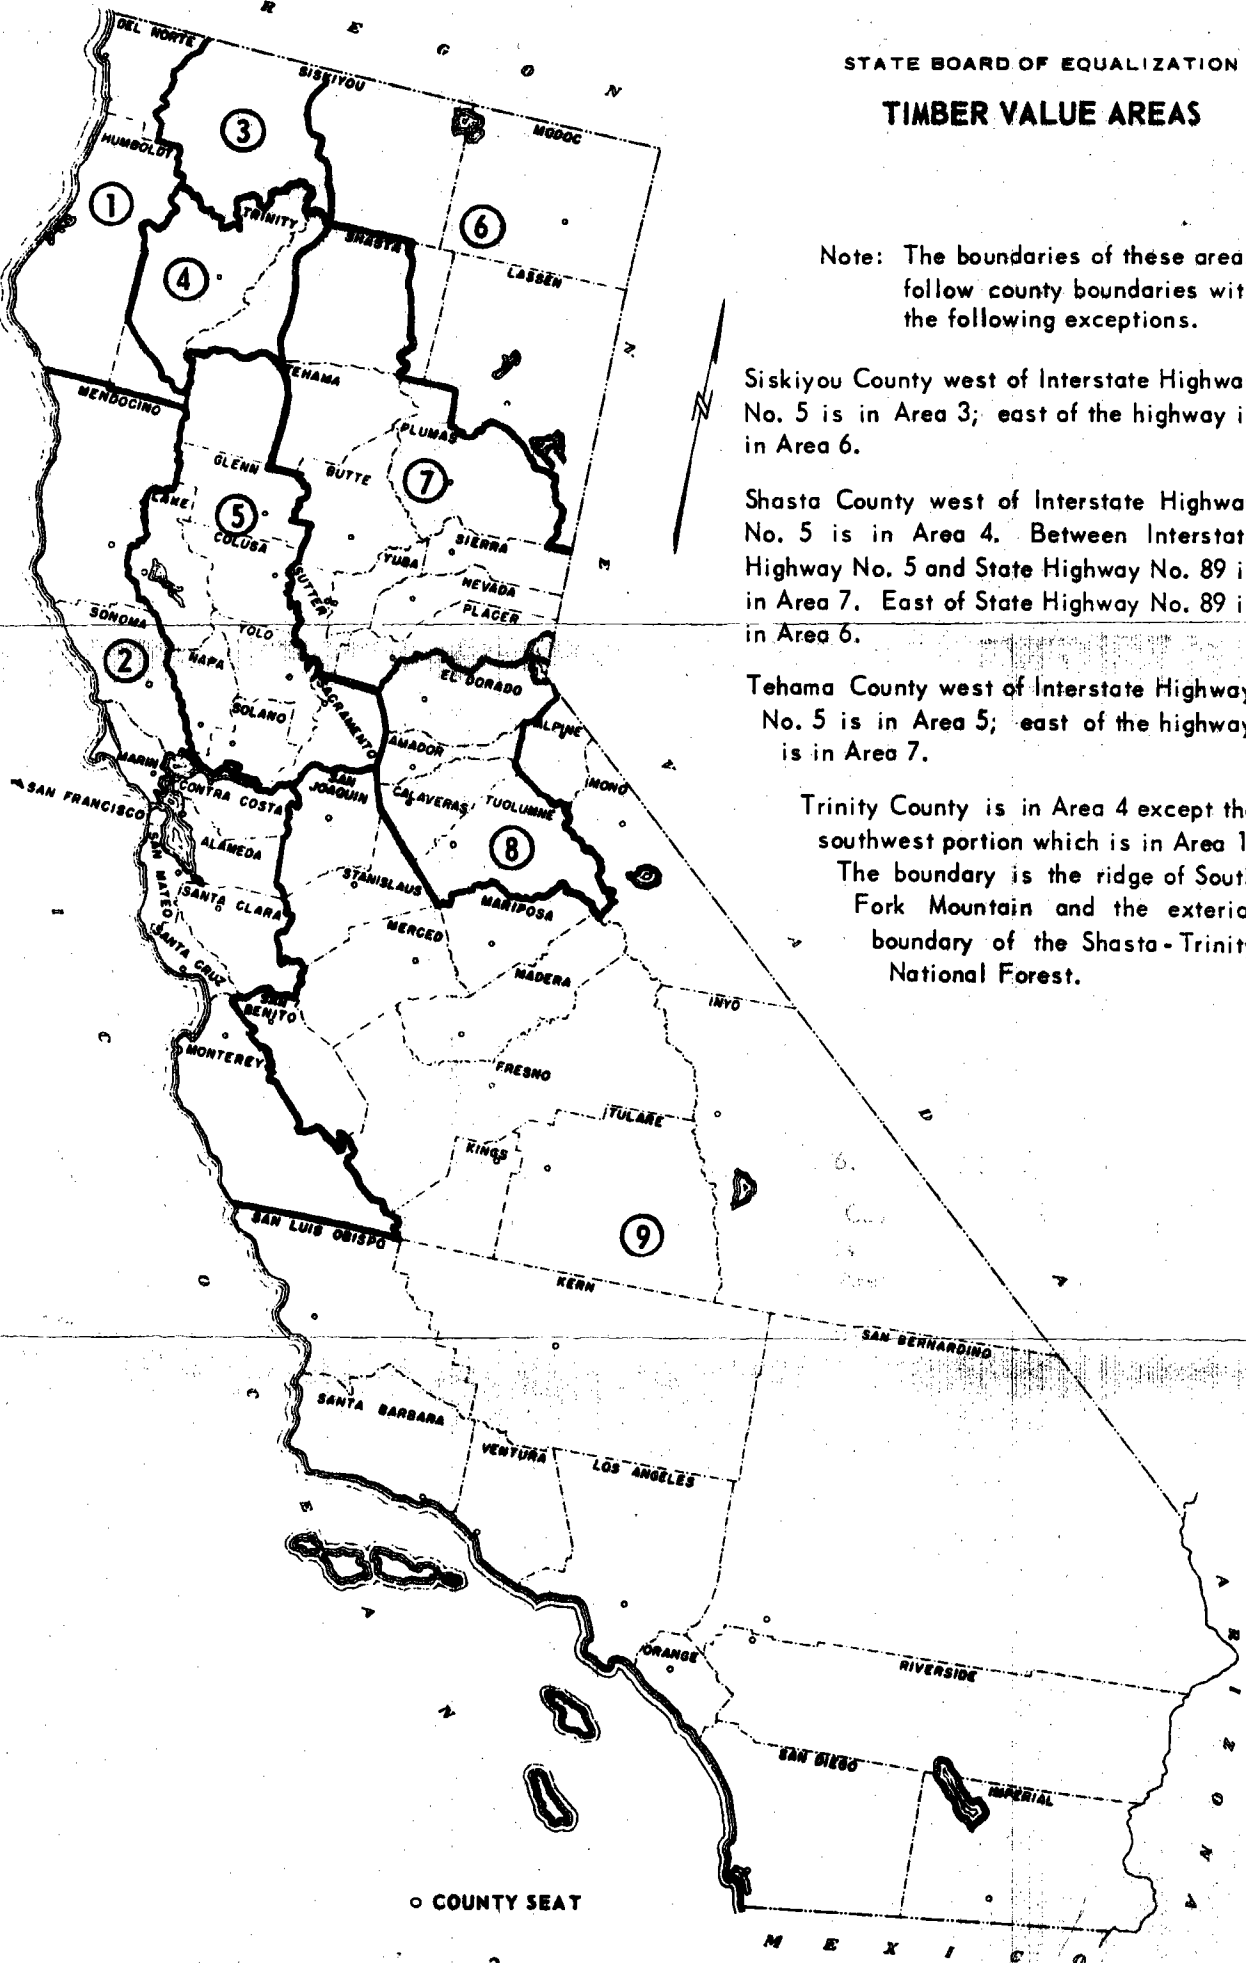 STATE BOARD OF EQUALIZATION
TIMBER VALUE AREAS
Note: The boundaries of these area
follow county boundaries wit
the following exceptions.
Siskiyou County west of Interstate Highwa
No. 5 is in Area 3; east of the highway i
in Area 6.
Shasta County west of Interstate Highwa
No. 5 is in Area 4. Between Interstat
Highway No. 5 and State Highway No. 89 i
in Area 7. East of State Highway No. 89 i
in Area 6.
Tehama County west of Interstate Highway
No. 5 is in Area 5; east of the highway
is in Area 7.
Trinity County is in Area 4 except the
southwest portion which is in Area 1
The boundary is the ridge of Sout
Fork Mountain and the exterio
boundary of the Shasta-Trinit
National Forest.
REGON
DEL NORTE
SISKIYOU
MODOC
3
HUMBOLDT
1
TRINITY
6
SHASTA
4
LASSEN
TEHAMA
MENDOCINO
PLUMAS
GLENN
BUTTE
7
LAKE
5
COLUSA
SIERRA
YUBA
SUTTER
NEVADA
PLACER
SONOMA
YOLO
2
NAPA
EL DORADO
SACRAMENTO
SOLANO
ALPINE
AMADOR
MARIN
SAN JOAQUIN
CONTRA COSTA
CALAVERAS
TUOLUMNE
MONO
SAN FRANCISCO
ALAMEDA
8
SAN MATEO
STANISLAUS
SANTA CLARA
MARIPOSA
MERCED
SANTA CRUZ
MADERA
SAN BENITO
INYO
MONTEREY
FRESNO
TULARE
KINGS
SAN LUIS OBISPO
9
KERN
SAN BERNARDINO
SANTA BARBARA
VENTURA
LOS ANGELES
ORANGE
RIVERSIDE
SAN DIEGO
IMPERIAL
NEVADA
ARIZONA
MEXICO
I C
OCEAN
COUNTY SEAT